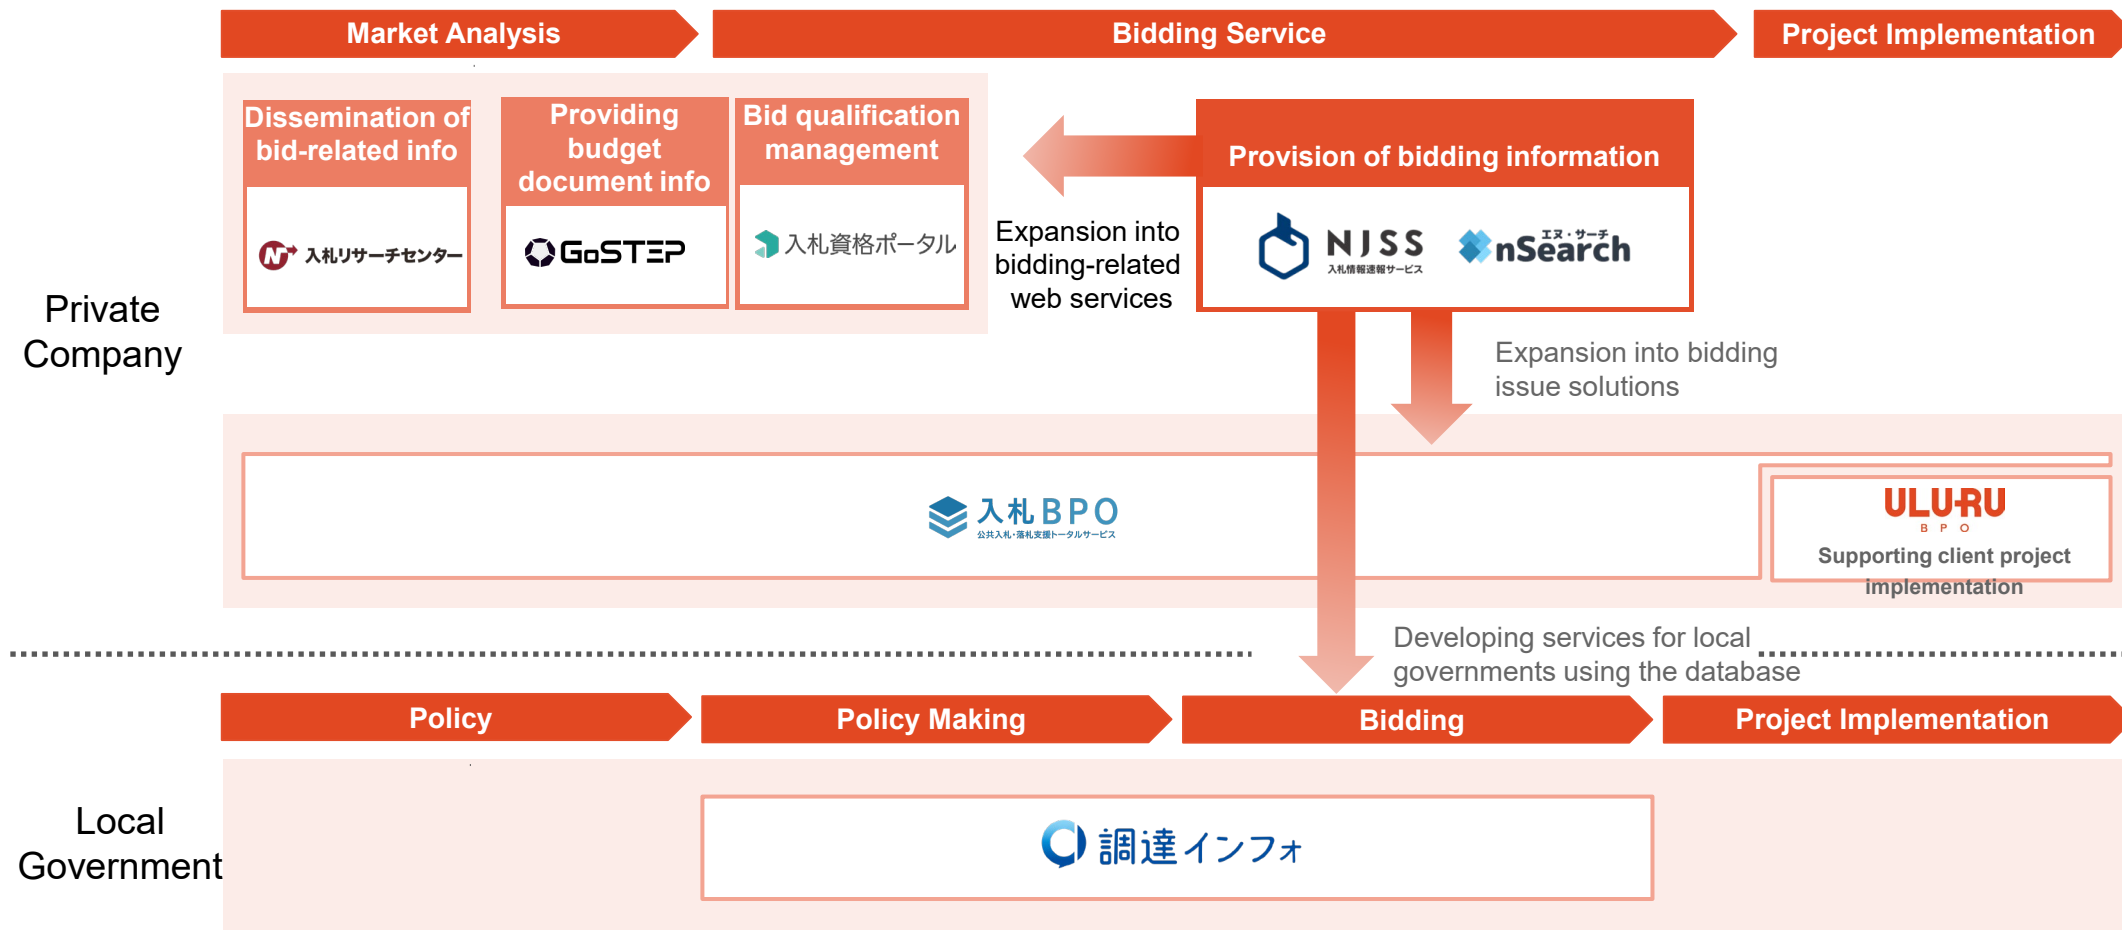 Market Analysis
Bidding Service
Project Implementation
Dissemination of
bid-related info
入札リサーチセンター
Providing
budget
document info
GoSTEP
Bid qualification
management
入札資格ポータル
Expansion into
bidding-related
web services
Provision of bidding information
NJSS
入札情報速報サービス
エヌ・サーチ
nSearch
Private
Company
Expansion into bidding
issue solutions
入札BPO
公共入札・落札支援トータルサービス
ULURU
BPO
Supporting client project
implementation
Developing services for local
governments using the database
Policy
Policy Making
Bidding
Project Implementation
Local
Government
調達インフォ